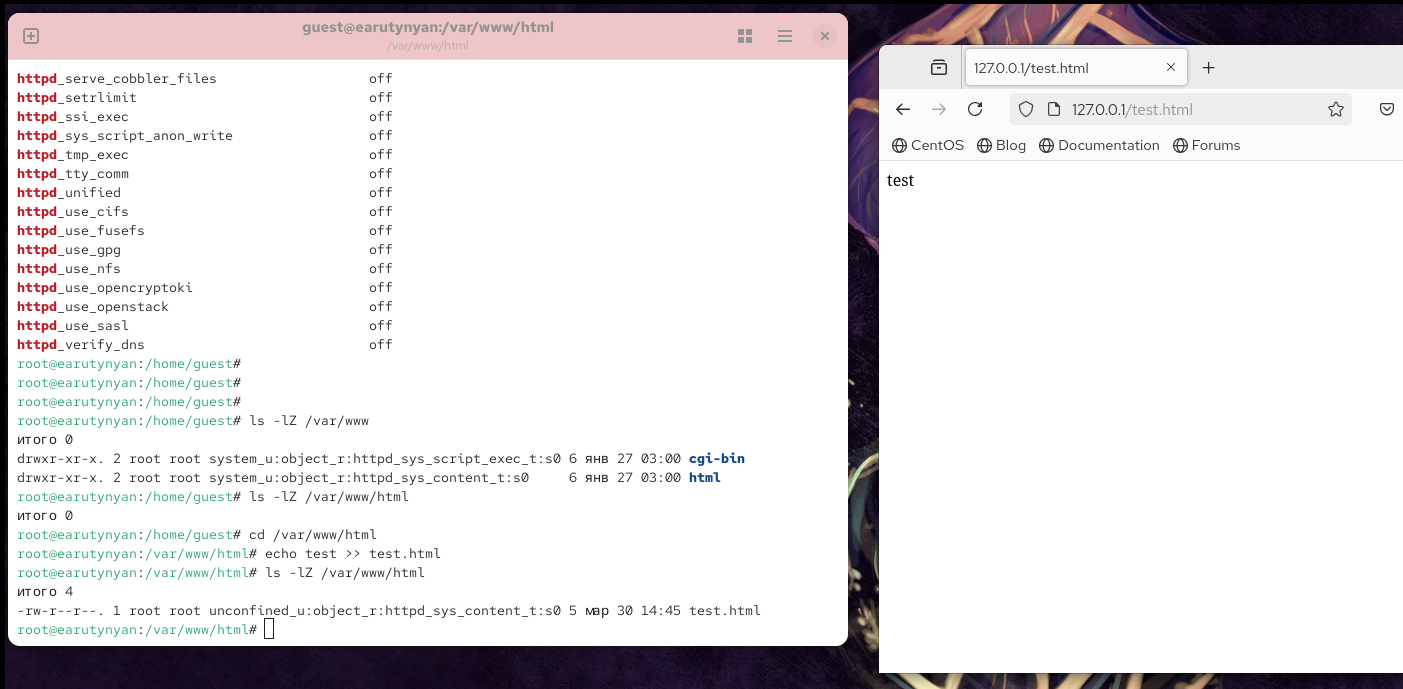 guest@earutynyan:/var/www/html
/var/www/html
httpd_serve_cobbler_files off
httpd_setrlimit off
httpd_ssi_exec off
httpd_sys_script_anon_write off
httpd_tmp_exec off
httpd_tty_comm off
httpd_unified off
httpd_use_cifs off
httpd_use_fusefs off
httpd_use_gpg off
httpd_use_nfs off
httpd_use_opencryptoki off
httpd_use_openstack off
httpd_use_sasl off
httpd_verify_dns off
root@earutynyan:/home/guest#
root@earutynyan:/home/guest#
root@earutynyan:/home/guest#
root@earutynyan:/home/guest# ls -lZ /var/www
итого 0
drwxr-xr-x. 2 root root system_u:object_r:httpd_sys_script_exec_t:s0 6 янв 27 03:00 cgi-bin
drwxr-xr-x. 2 root root system_u:object_r:httpd_sys_content_t:s0 6 янв 27 03:00 html
root@earutynyan:/home/guest# ls -lZ /var/www/html
итого 0
root@earutynyan:/home/guest# cd /var/www/html
root@earutynyan:/var/www/html# echo test >> test.html
root@earutynyan:/var/www/html# ls -lZ /var/www/html
итого 4
-rw-r--r--. 1 root root unconfined_u:object_r:httpd_sys_content_t:s0 5 мар 30 14:45 test.html
root@earutynyan:/var/www/html#
127.0.0.1/test.html
127.0.0.1/test.html
CentOS Blog Documentation Forums
test